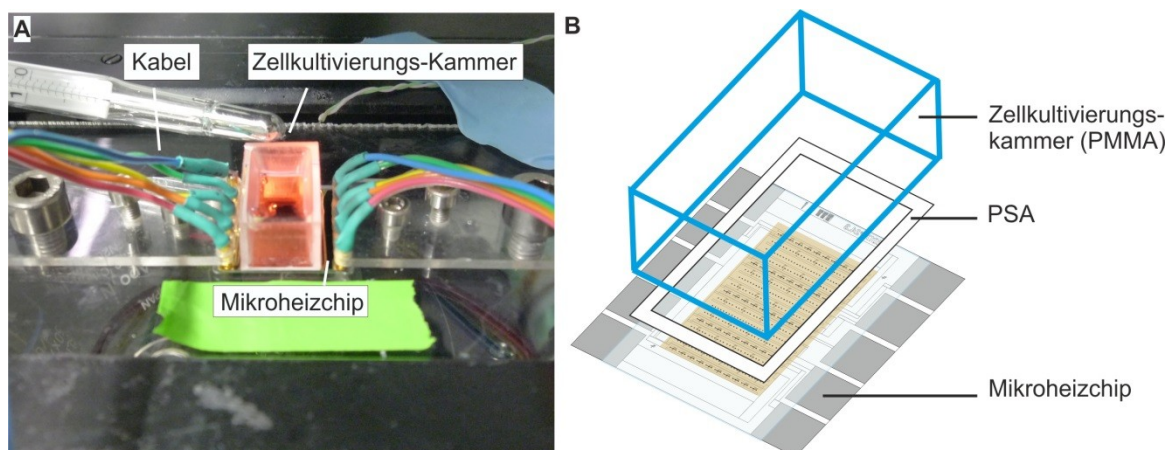 A
Kabel
Zellkultivierungs-Kammer
Mikroheizchip
B
Zellkultivierungs-
kammer (PMMA)
PSA
Mikroheizchip